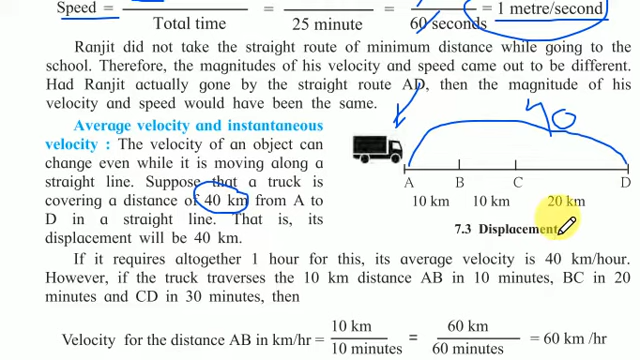 Speed = = = = 1 metre/second
Total time 25 minute 60 seconds
Ranjit did not take the straight route of minimum distance while going to the
school. Therefore, the magnitudes of his velocity and speed came out to be different.
Had Ranjit actually gone by the straight route AD, then the magnitude of his
velocity and speed would have been the same.
Average velocity and instantaneous
velocity : The velocity of an object can
change even while it is moving along a
straight line. Suppose that a truck is
covering a distance of 40 km from A to
D in a straight line. That is, its
displacement will be 40 km.
40
A B C D
10 km 10 km 20 km
7.3 Displacement
If it requires altogether 1 hour for this, its average velocity is 40 km/hour.
However, if the truck traverses the 10 km distance AB in 10 minutes, BC in 20
minutes and CD in 30 minutes, then
Velocity for the distance AB in km/hr = 10 km = 60 km = 60 km /hr
10 minutes 60 minutes